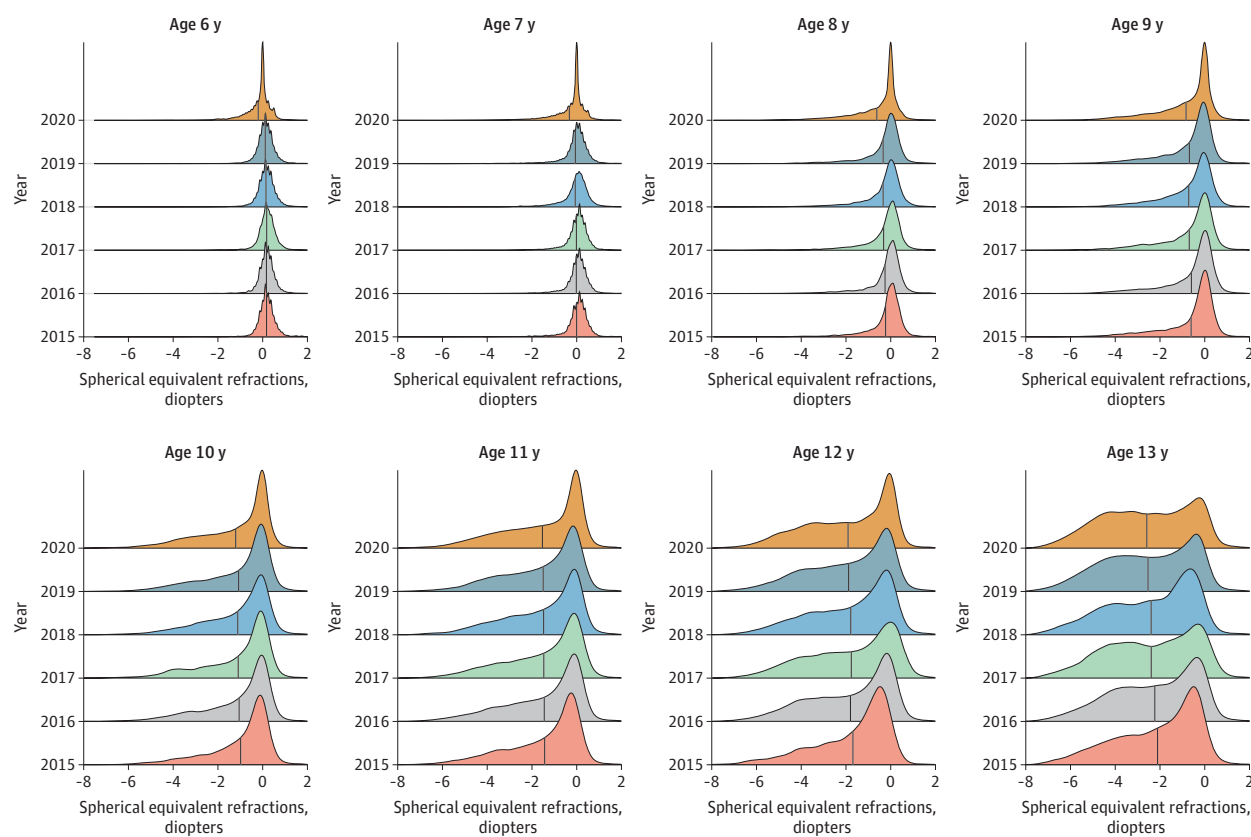 Age 6 y
Year
2020
2019
2018
2017
2016
2015
-8 -6 -4 -2 0 2
Spherical equivalent refractions,
diopters
Age 7 y
Year
2020
2019
2018
2017
2016
2015
-8 -6 -4 -2 0 2
Spherical equivalent refractions,
diopters
Age 8 y
Year
2020
2019
2018
2017
2016
2015
-8 -6 -4 -2 0 2
Spherical equivalent refractions,
diopters
Age 9 y
Year
2020
2019
2018
2017
2016
2015
-8 -6 -4 -2 0 2
Spherical equivalent refractions,
diopters
Age 10 y
Year
2020
2019
2018
2017
2016
2015
-8 -6 -4 -2 0 2
Spherical equivalent refractions,
diopters
Age 11 y
Year
2020
2019
2018
2017
2016
2015
-8 -6 -4 -2 0 2
Spherical equivalent refractions,
diopters
Age 12 y
Year
2020
2019
2018
2017
2016
2015
-8 -6 -4 -2 0 2
Spherical equivalent refractions,
diopters
Age 13 y
Year
2020
2019
2018
2017
2016
2015
-8 -6 -4 -2 0 2
Spherical equivalent refractions,
diopters